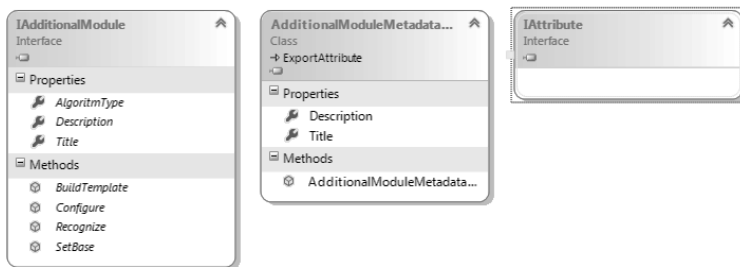 IAdditionalModule
Interface
Properties
AlgoritmType
Description
Title
Methods
BuildTemplate
Configure
Recognize
SetBase
AdditionalModuleMetadata...
Class
ExportAttribute
Properties
Description
Title
Methods
AdditionalModuleMetadata...
IAttribute
Interface